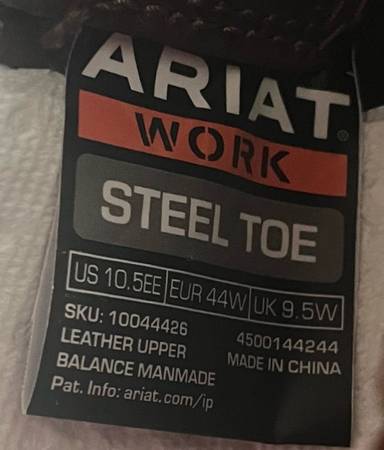 ARIAT®
WORK
STEEL TOE
US 10.5EE EUR 44W UK 9.5W
SKU: 10044426 4500144244
LEATHER UPPER MADE IN CHINA
BALANCE MANMADE
Pat. Info: ariat.com/ip